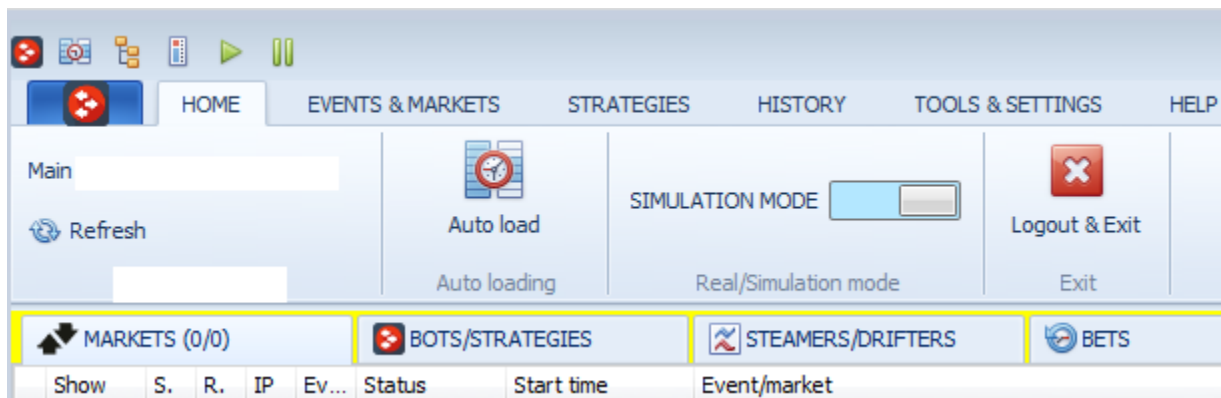 HOME EVENTS & MARKETS STRATEGIES HISTORY TOOLS & SETTINGS HELP
Main
Refresh
Auto load
Auto loading
SIMULATION MODE
Real/Simulation mode
Logout & Exit
Exit
MARKETS (0/0) BOTS/STRATEGIES STEAMERS/DRIFTERS BETS
Show S. R. IP Ev... Status Start time Event/market